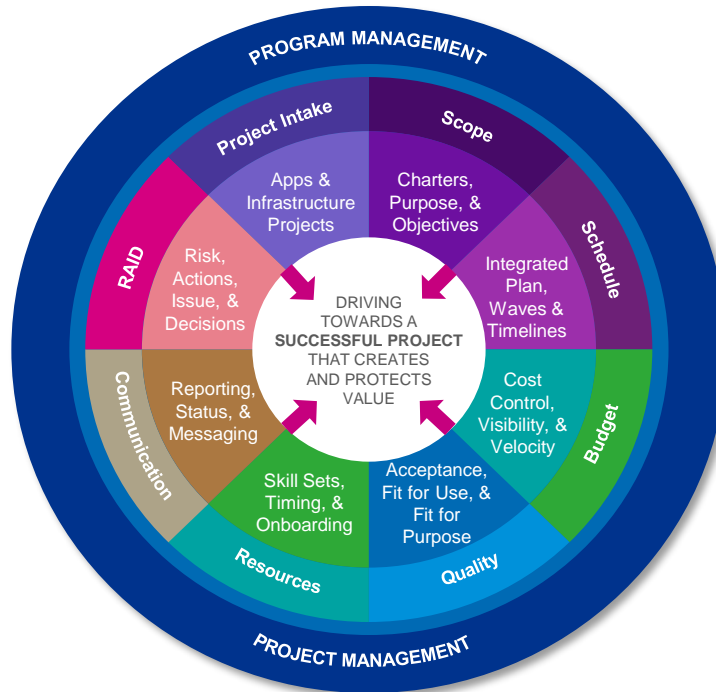 PROGRAM MANAGEMENT
Project Intake
Scope
Apps &
Infrastructure
Projects
Charters,
Purpose, &
Objectives
RAID
Risk,
Actions,
Issue, &
Decisions
Integrated
Plan,
Waves &
Timelines
Schedule
DRIVING
TOWARDS A
SUCCESSFUL PROJECT
THAT CREATES
AND PROTECTS
VALUE
Communication
Reporting,
Status, &
Messaging
Cost
Control,
Visibility, &
Velocity
Budget
Skill Sets,
Timing, &
Onboarding
Acceptance,
Fit for Use, &
Fit for
Purpose
Resources
Quality
PROJECT MANAGEMENT